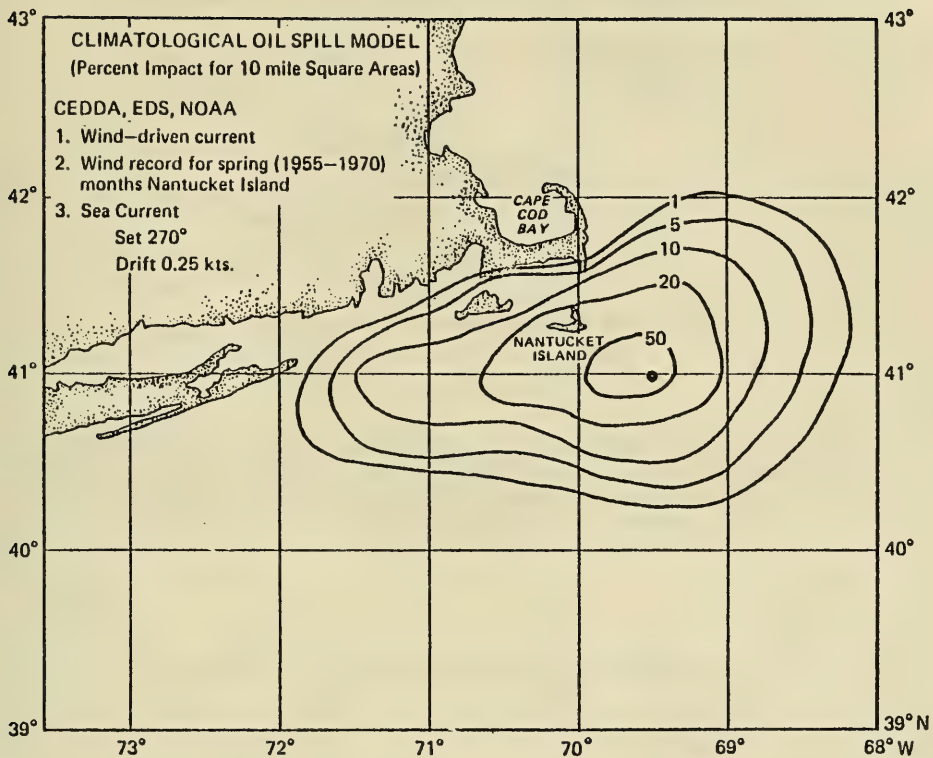 43°
43°
CLIMATOLOGICAL OIL SPILL MODEL
(Percent Impact for 10 mile Square Areas)
CEDDA, EDS, NOAA
1. Wind–driven current
2. Wind record for spring (1955–1970)
months Nantucket Island
3. Sea Current
Set 270°
Drift 0.25 kts.
42°
42°
CAPE
COD
BAY
1
5
10
20
50
NANTUCKET
ISLAND
41°
41°
40°
40°
39°
39° N
73°
72°
71°
70°
69°
68° W